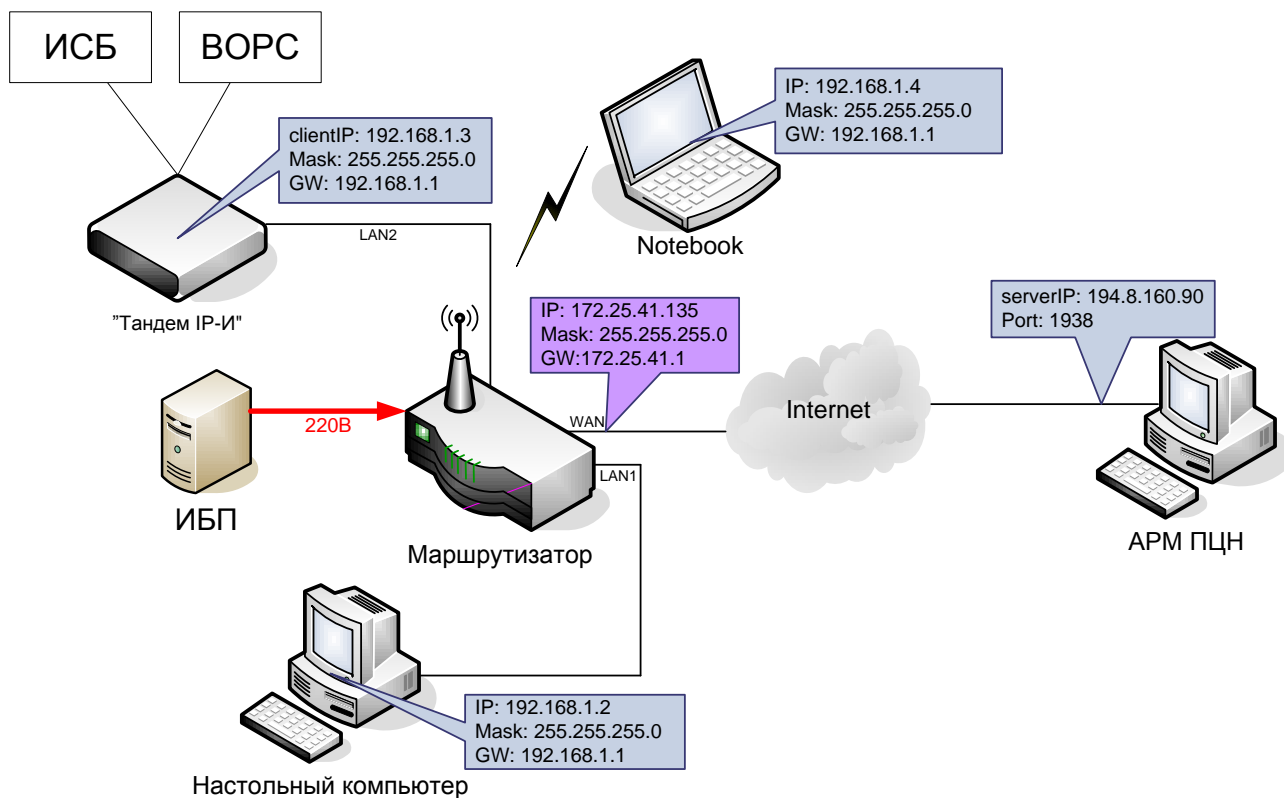 ИСБ
ВОРС
clientIP: 192.168.1.3
Mask: 255.255.255.0
GW: 192.168.1.1
IP: 192.168.1.4
Mask: 255.255.255.0
GW: 192.168.1.1
LAN2
Notebook
"Тандем IP-И"
IP: 172.25.41.135
Mask: 255.255.255.0
GW:172.25.41.1
serverIP: 194.8.160.90
Port: 1938
220В
WAN
Internet
LAN1
ИБП
Маршрутизатор
АРМ ПЦН
IP: 192.168.1.2
Mask: 255.255.255.0
GW: 192.168.1.1
Настольный компьютер